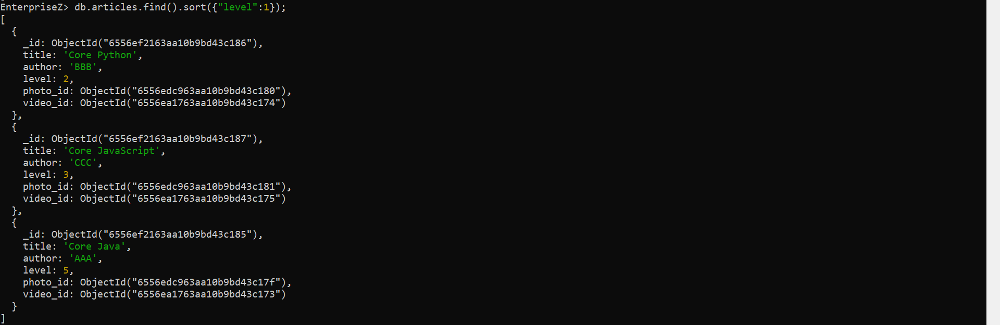 EnterpriseZ> db.articles.find().sort({"level":1});
[
  {
    _id: ObjectId("6556ef2163aa10b9bd43c186"),
    title: 'Core Python',
    author: 'BBB',
    level: 2,
    photo_id: ObjectId("6556edc963aa10b9bd43c180"),
    video_id: ObjectId("6556ea1763aa10b9bd43c174")
  },
  {
    _id: ObjectId("6556ef2163aa10b9bd43c187"),
    title: 'Core JavaScript',
    author: 'CCC',
    level: 3,
    photo_id: ObjectId("6556edc963aa10b9bd43c181"),
    video_id: ObjectId("6556ea1763aa10b9bd43c175")
  },
  {
    _id: ObjectId("6556ef2163aa10b9bd43c185"),
    title: 'Core Java',
    author: 'AAA',
    level: 5,
    photo_id: ObjectId("6556edc963aa10b9bd43c17f"),
    video_id: ObjectId("6556ea1763aa10b9bd43c173")
  }
]